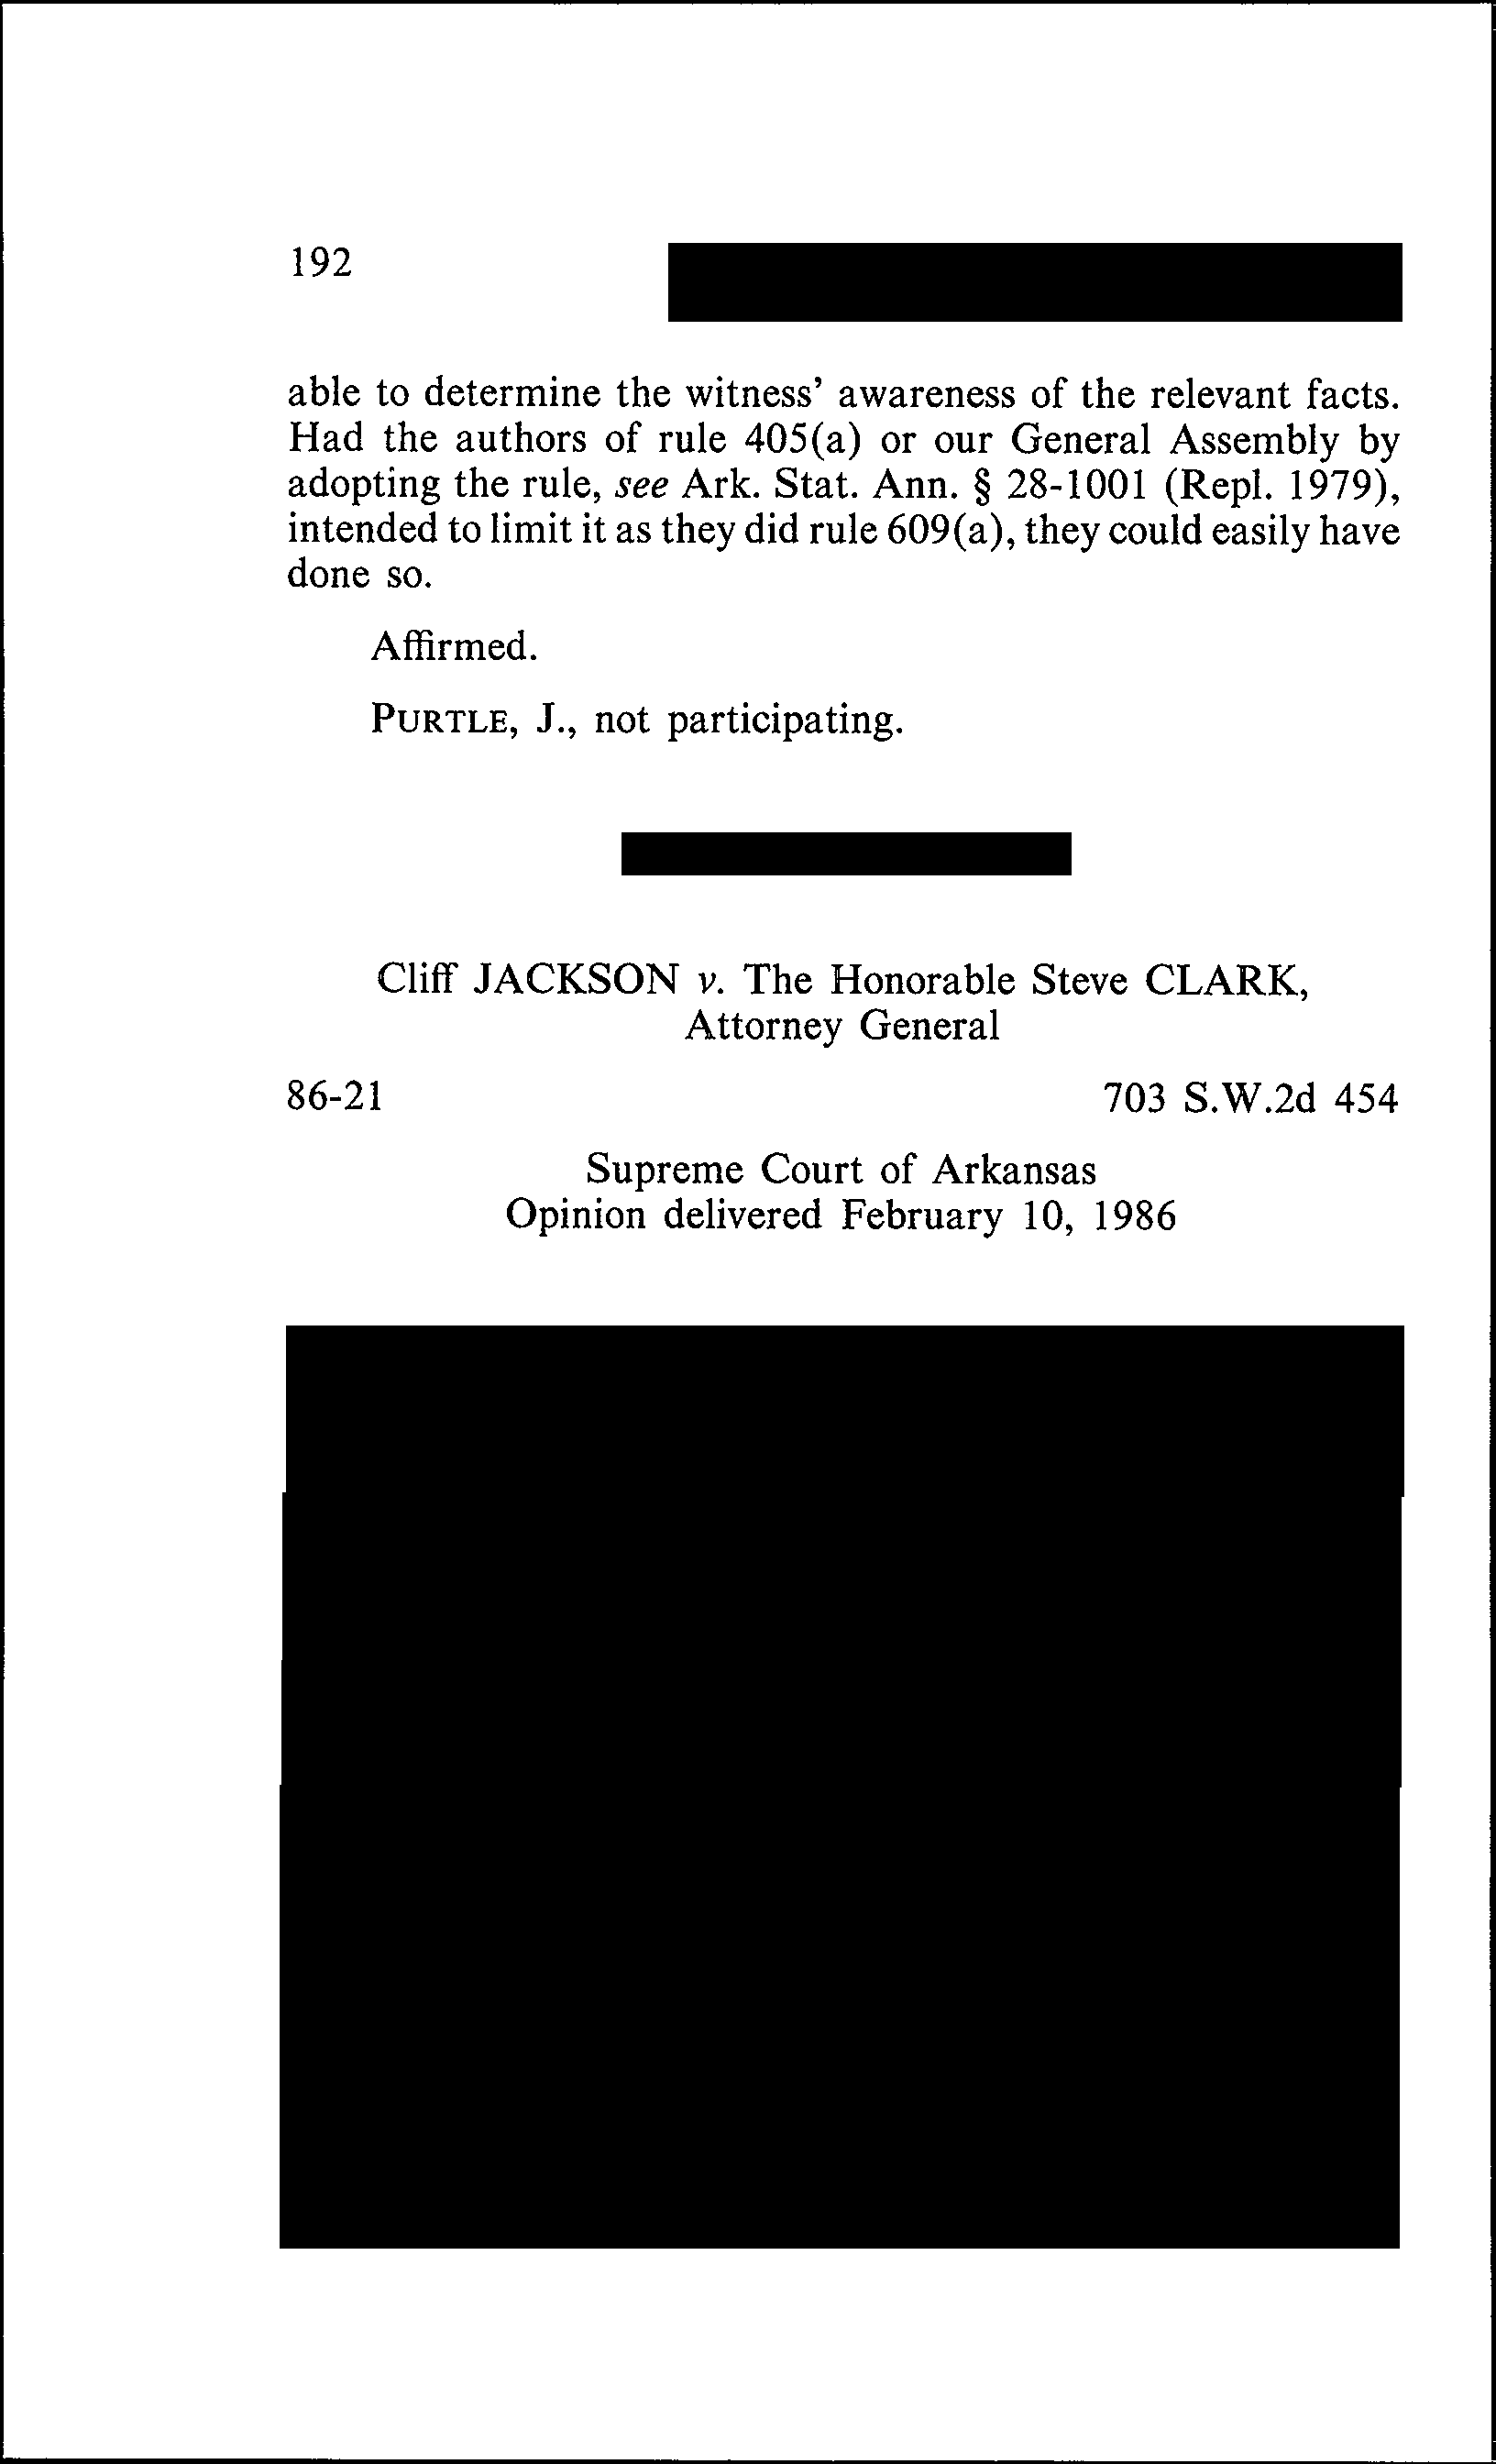 192
able to determine the witness' awareness of the relevant facts.
Had the authors of rule 405(a) or our General Assembly by
adopting the rule, see Ark. Stat. Ann. § 28-1001 (Repl. 1979),
intended to limit it as they did rule 609(a), they could easily have
done so.
Affirmed.
PURTLE, J., not participating.
Cliff JACKSON v. The Honorable Steve CLARK,
Attorney General
86-21 703 S.W.2d 454
Supreme Court of Arkansas
Opinion delivered February 10, 1986